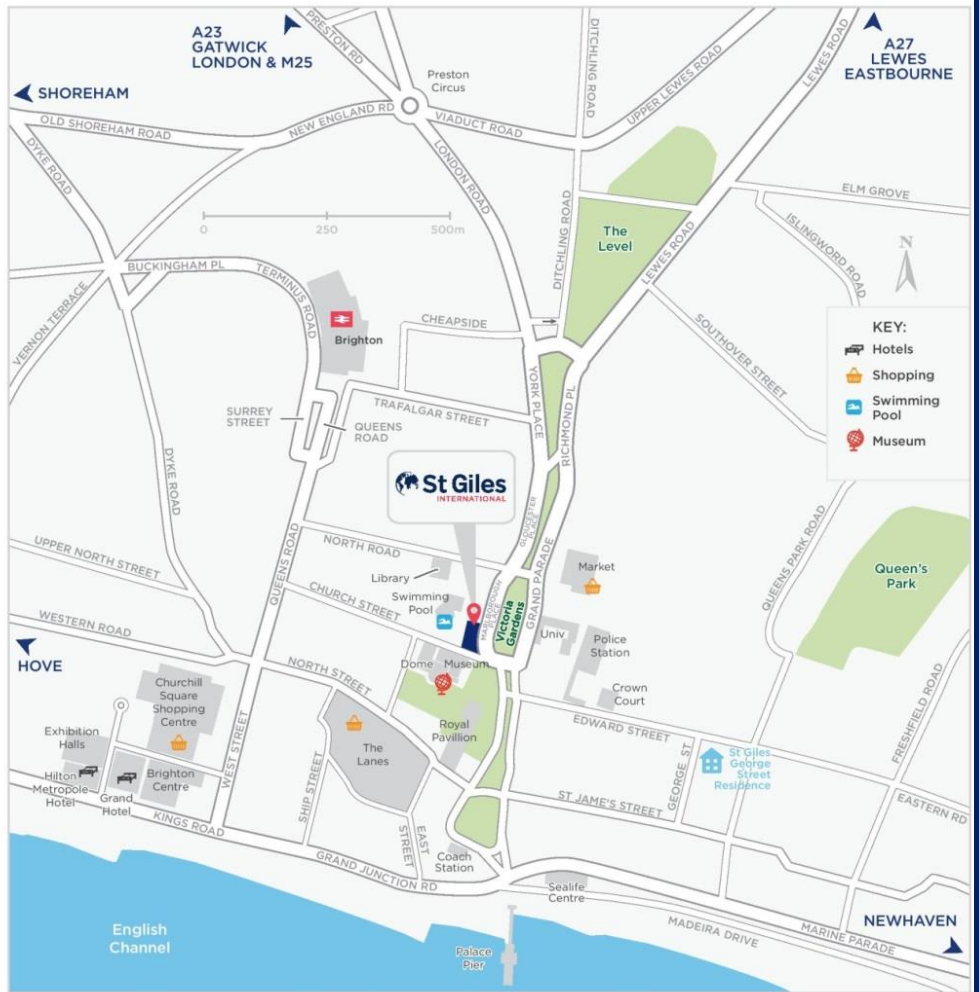 A23
GATWICK
LONDON & M25
PRESTON RD
Preston
Circus
DITCHLING ROAD
UPPER LEWES ROAD
LEWES ROAD
A27
LEWES
EASTBOURNE
SHOREHAM
OLD SHOREHAM ROAD
NEW ENGLAND RD
VIADUCT ROAD
DYKE ROAD
LONDON ROAD
ELM GROVE
ISLINGWORD ROAD
0
250
500m
The
Level
DITCHLING ROAD
LEWES ROAD
N
BUCKINGHAM PL
TERMINUS ROAD
VERNON TERRACE
Brighton
CHEAPSIDE
SOUTHOVER STREET
KEY:
Hotels
Shopping
Swimming
Pool
Museum
YORK PLACE
RICHMOND PL
TRAFALGAR STREET
SURREY
STREET
QUEENS
ROAD
DYKE ROAD
St Giles
INTERNATIONAL
GLOUCESTER
PLACE
GRAND PARADE
QUEENS ROAD
NORTH ROAD
Library
Market
QUEENS PARK ROAD
Queen's
Park
UPPER NORTH STREET
CHURCH STREET
Swimming
Pool
MARLBOROUGH
PLACE
Victoria
Gardens
Univ
Police
Station
WESTERN ROAD
HOVE
NORTH STREET
Dome
Museum
Crown
Court
Churchill
Square
Shopping
Centre
Royal
Pavillion
EDWARD STREET
FRESHFIELD ROAD
Exhibition
Halls
WEST STREET
The
Lanes
GEORGE ST
St Giles
George
Street
Residence
Hilton
Metropole
Hotel
Grand
Hotel
Brighton
Centre
SHIP STREET
ST JAME'S STREET
EASTERN RD
KINGS ROAD
EAST
STREET
Coach
Station
GRAND JUNCTION RD
Sealife
Centre
MADEIRA DRIVE
MARINE PARADE
NEWHAVEN
English
Channel
Palace
Pier